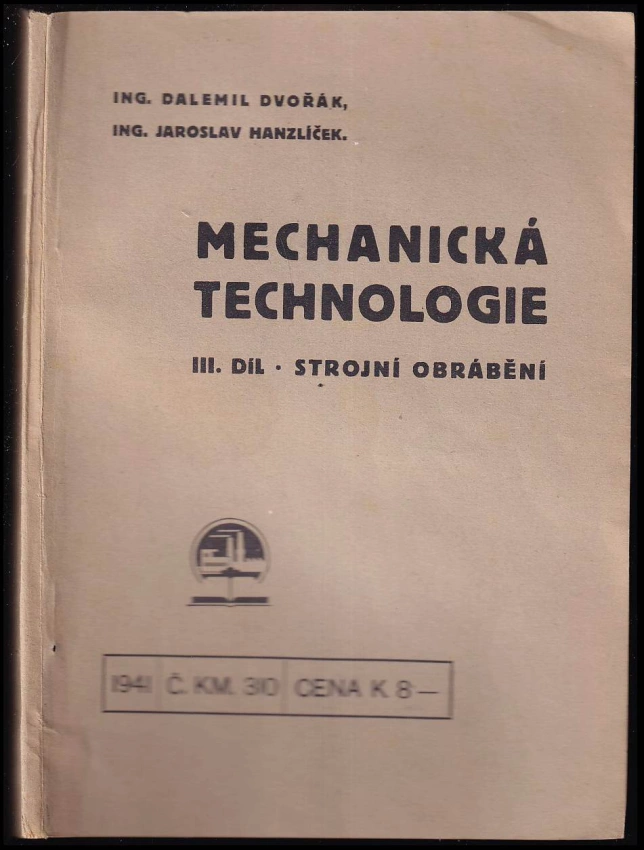 ING. DALEMIL DVOŘÁK,
ING. JAROSLAV HANZLÍČEK.
MECHANICKÁ
TECHNOLOGIE
III. DÍL · STROJNÍ OBRÁBĚNÍ
1941 Č. KM. 310 CENA K 8—